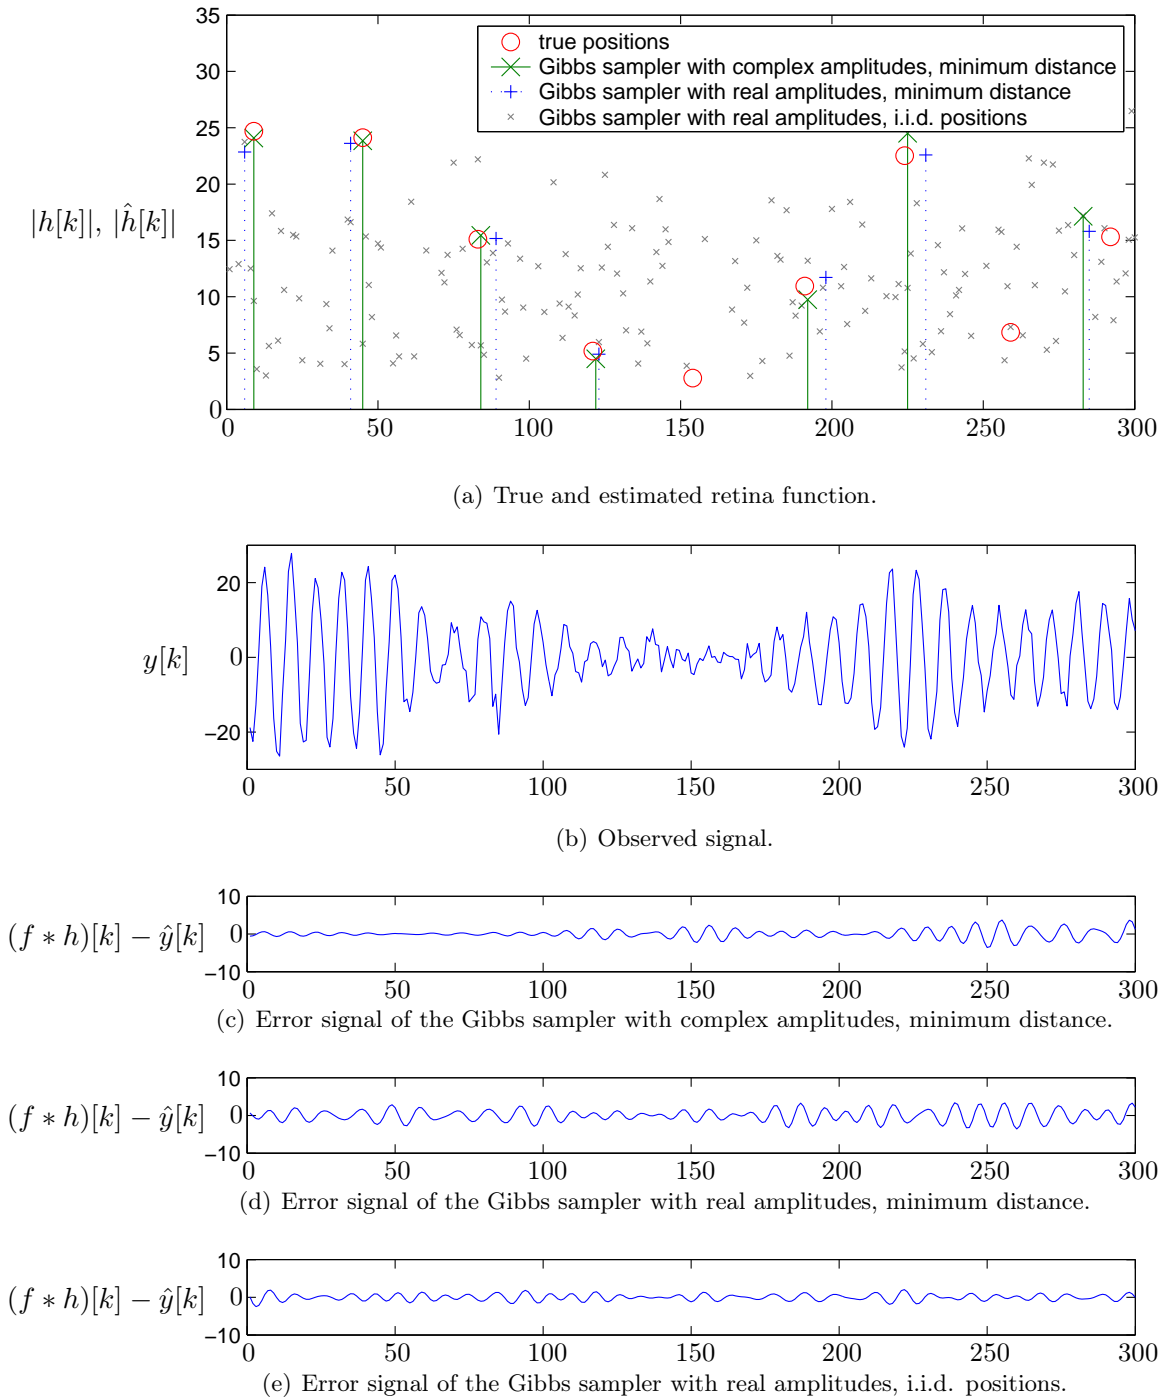 35
30
25
20
15
10
5
0
true positions
Gibbs sampler with complex amplitudes, minimum distance
Gibbs sampler with real amplitudes, minimum distance
Gibbs sampler with real amplitudes, i.i.d. positions
|h[k]|, |ĥ[k]|
0 50 100 150 200 250 300
(a) True and estimated retina function.
20
0
−20
y[k]
0 50 100 150 200 250 300
(b) Observed signal.
10
0
−10
(f ∗ h)[k] − ŷ[k]
0 50 100 150 200 250 300
(c) Error signal of the Gibbs sampler with complex amplitudes, minimum distance.
10
0
−10
(f ∗ h)[k] − ŷ[k]
0 50 100 150 200 250 300
(d) Error signal of the Gibbs sampler with real amplitudes, minimum distance.
10
0
−10
(f ∗ h)[k] − ŷ[k]
0 50 100 150 200 250 300
(e) Error signal of the Gibbs sampler with real amplitudes, i.i.d. positions.